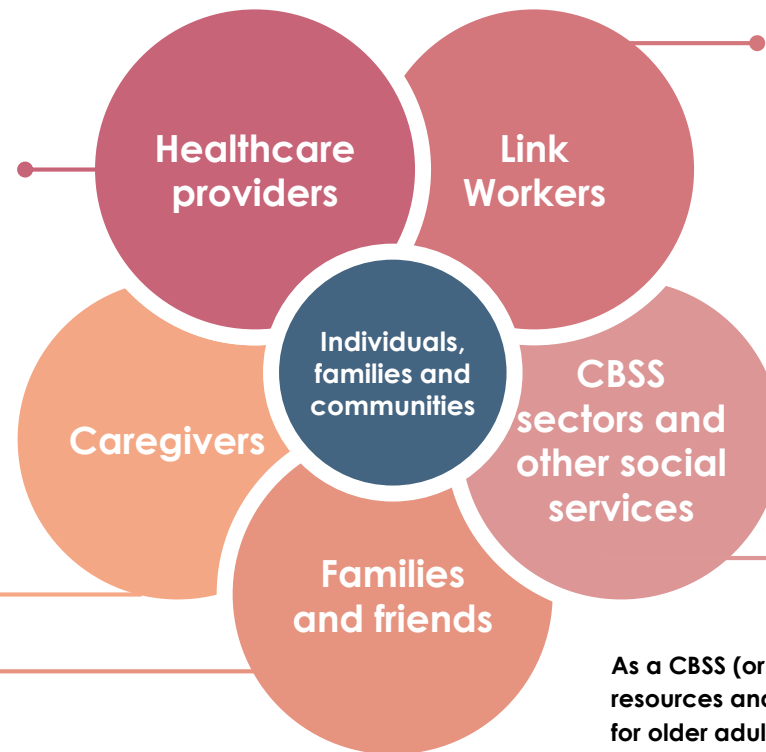 Healthcare
providers
Link
Workers
Individuals,
families and
communities
CBSS
sectors and
other social
services
Caregivers
Families
and friends
As a CBSS (or
resources and
for older adul